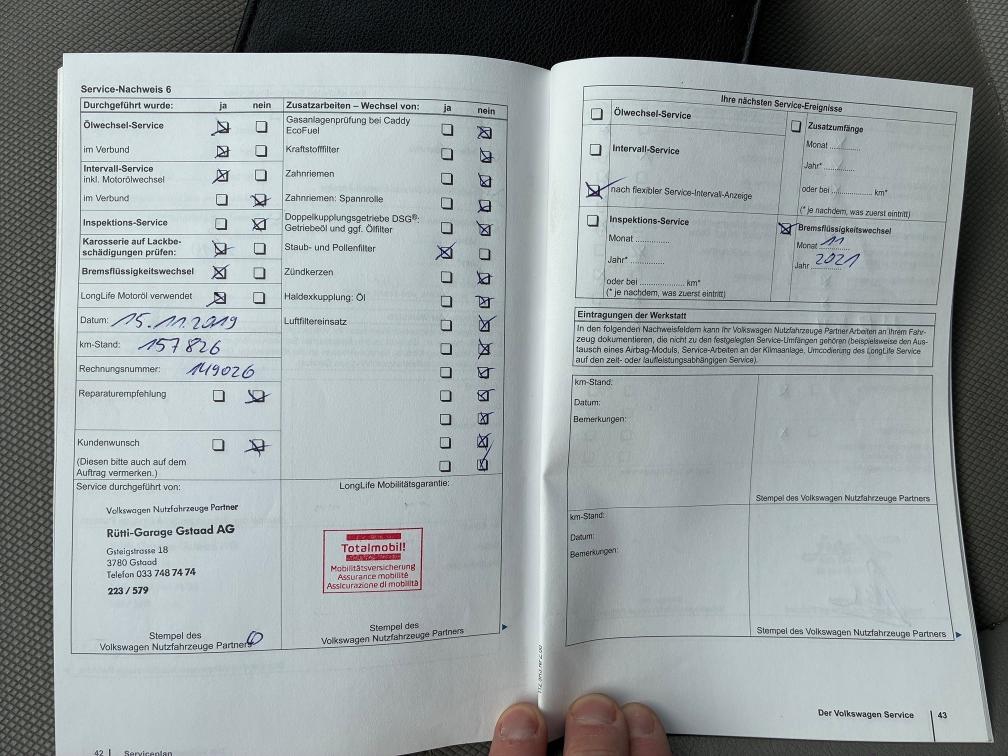 Service-Nachweis 6
Durchgeführt wurde: ja nein
Ölwechsel-Service
im Verbund
Intervall-Service
inkl. Motorölwechsel
im Verbund
Inspektions-Service
Karosserie auf Lackbe-
schädigungen prüfen:
Bremsflüssigkeitswechsel
LongLife Motoröl verwendet
Datum: 15.11.2019
km-Stand: 157826
Rechnungsnummer: 149026
Reparaturempfehlung
Kundenwunsch
(Diesen bitte auch auf dem
Auftrag vermerken.)
Zusatzarbeiten – Wechsel von: ja nein
Gasanlagenprüfung bei Caddy
EcoFuel
Kraftstofffilter
Zahnriemen
Zahnriemen: Spannrolle
Doppelkupplungsgetriebe DSG®:
Getriebeöl und ggf. Ölfilter
Staub- und Pollenfilter
Zündkerzen
Haldexkupplung: Öl
Luftfiltereinsatz
Service durchgeführt von:
Volkswagen Nutzfahrzeuge Partner
Rütti-Garage Gstaad AG
Gsteigstrasse 18
3780 Gstaad
Telefon 033 748 74 74
223 / 579
Stempel des
Volkswagen Nutzfahrzeuge Partners
LongLife Mobilitätsgarantie:
Totalmobil!
Mobilitätsversicherung
Assurance mobilité
Assicurazione di mobilità
Stempel des
Volkswagen Nutzfahrzeuge Partners
42 | Serviceplan
Ihre nächsten Service-Ereignisse
Ölwechsel-Service
Intervall-Service
nach flexibler Service-Intervall-Anzeige
Inspektions-Service
Monat ............
Jahr* ............
oder bei ................ km*
(* je nachdem, was zuerst eintritt)
Zusatzumfänge
Monat ...........
Jahr* ...........
oder bei .............. km*
(* je nachdem, was zuerst eintritt)
Bremsflüssigkeitswechsel
Monat 11
Jahr 2021
Eintragungen der Werkstatt
In den folgenden Nachweisfeldern kann Ihr Volkswagen Nutzfahrzeuge Partner Arbeiten an Ihrem Fahr-
zeug dokumentieren, die nicht zu den festgelegten Service-Umfängen gehören (beispielsweise den Aus-
tausch eines Airbag-Moduls, Service-Arbeiten an der Klimaanlage, Umcodierung des LongLife Service
auf den zeit- oder laufleistungsabhängigen Service).
km-Stand:
Datum:
Bemerkungen:
Stempel des Volkswagen Nutzfahrzeuge Partners
km-Stand:
Datum:
Bemerkungen:
Stempel des Volkswagen Nutzfahrzeuge Partners
Der Volkswagen Service | 43